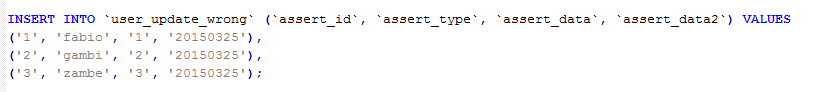 INSERT INTO `user_update_wrong` (`assert_id`, `assert_type`, `assert_data`, `assert_data2`) VALUES
('1', 'fabio', '1', '20150325'),
('2', 'gambi', '2', '20150325'),
('3', 'zambe', '3', '20150325');